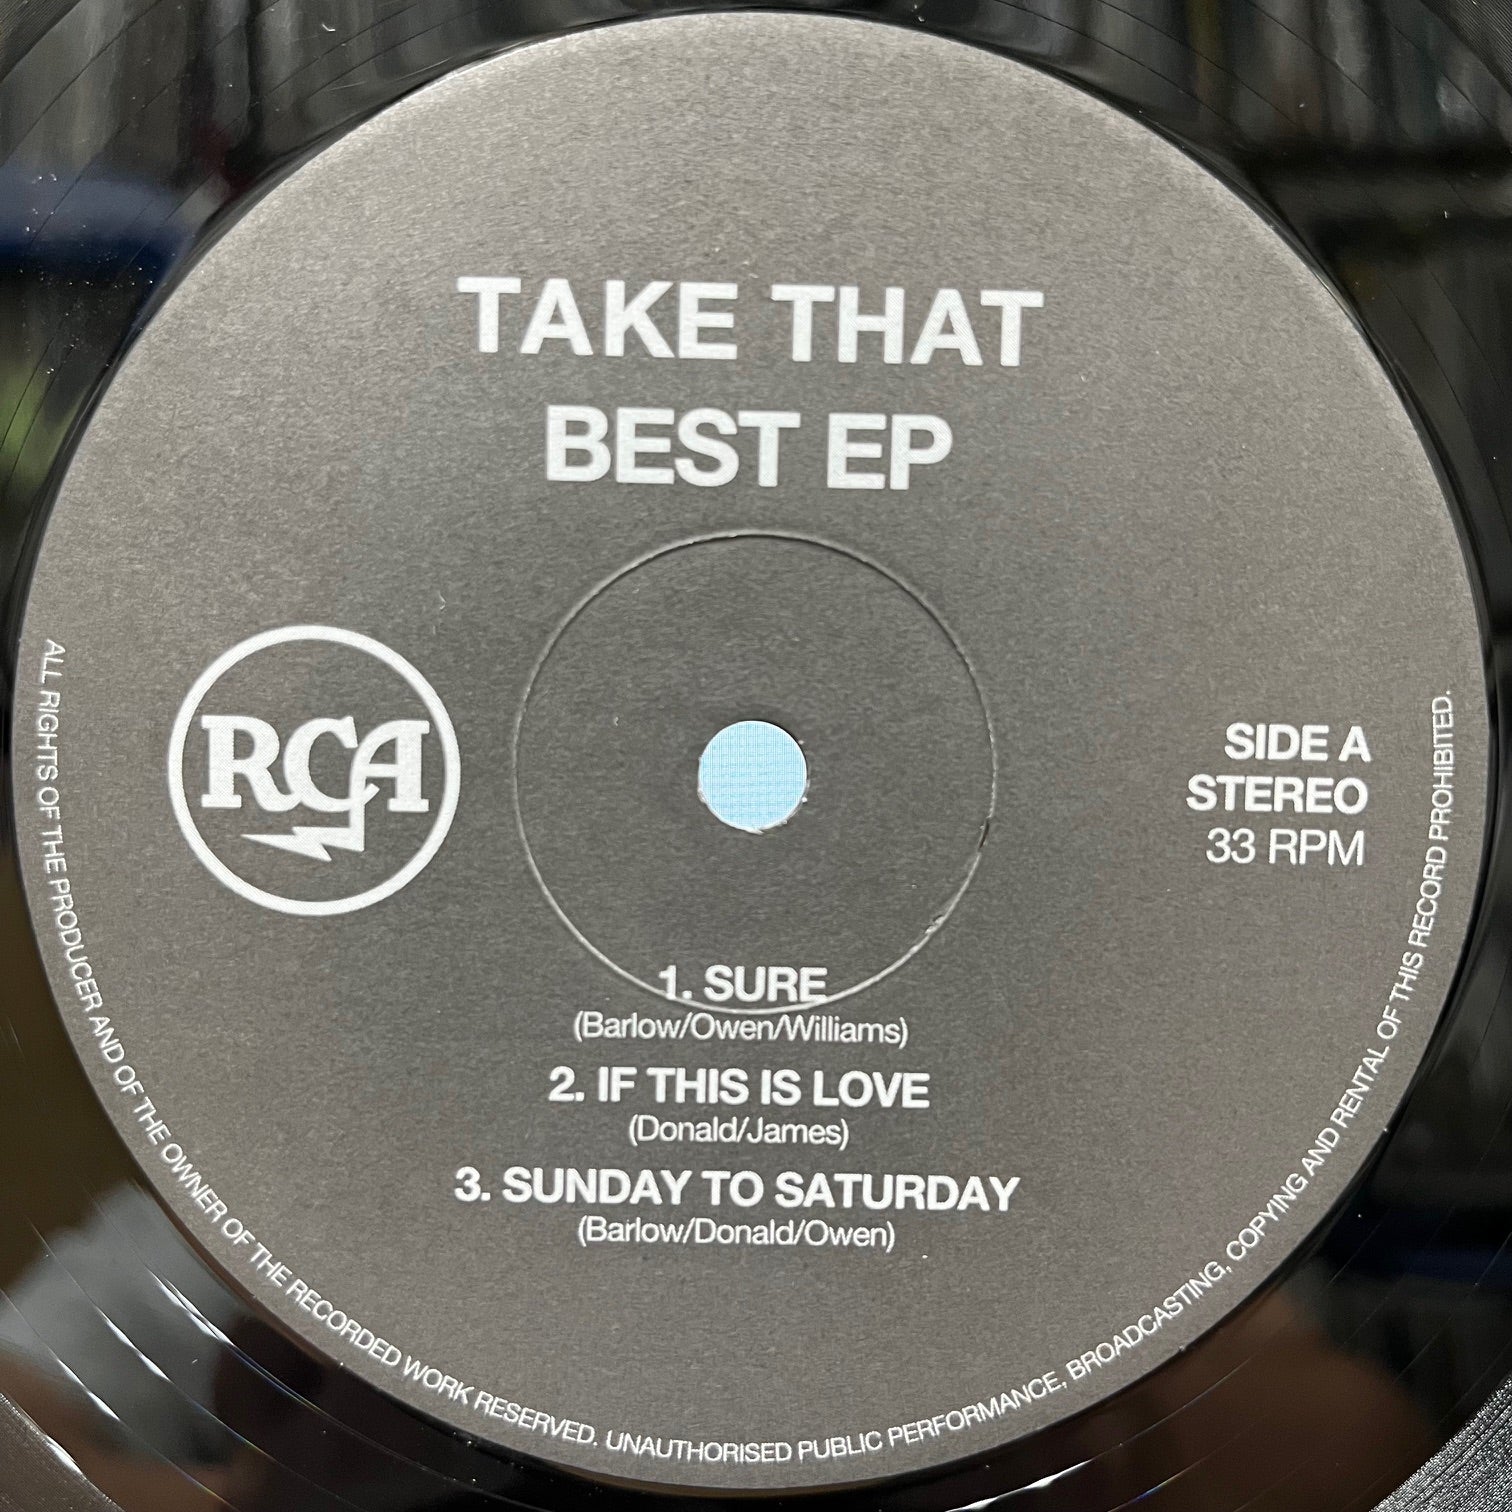 TAKE THAT
BEST EP
RCA
SIDE A
STEREO
33 RPM
1. SURE
(Barlow/Owen/Williams)
2. IF THIS IS LOVE
(Donald/James)
3. SUNDAY TO SATURDAY
(Barlow/Donald/Owen)
ALL RIGHTS OF THE PRODUCER AND OF THE OWNER OF THE RECORDED WORK RESERVED. UNAUTHORISED PUBLIC PERFORMANCE, BROADCASTING, COPYING AND RENTAL OF THIS RECORD PROHIBITED.